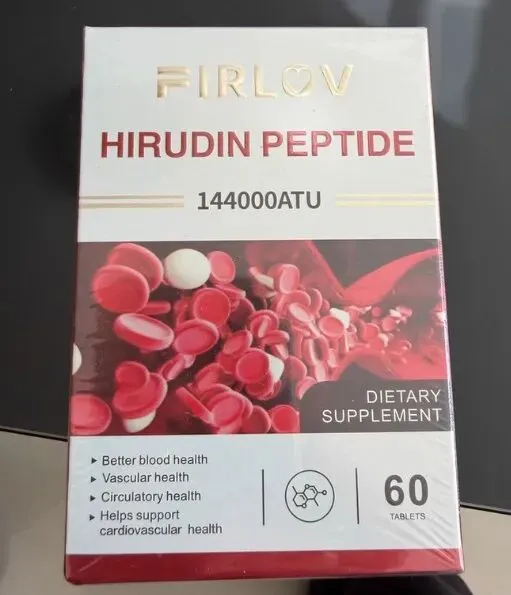 FIRLOV
HIRUDIN PEPTIDE
144000ATU
DIETARY
SUPPLEMENT
▸ Better blood health
▸ Vascular health
▸ Circulatory health
▸ Helps support
cardiovascular health
60
TABLETS